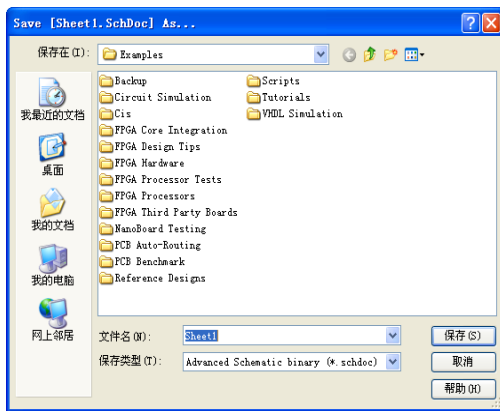 Save [Sheet1.SchDoc] As...
保存在(I):
Examples
我最近的文档
桌面
我的文档
我的电脑
网上邻居
Backup
Circuit Simulation
Cis
FPGA Core Integration
FPGA Design Tips
FPGA Hardware
FPGA Processor Tests
FPGA Processors
FPGA Third Party Boards
NanoBoard Testing
PCB Auto-Routing
PCB Benchmark
Reference Designs
Scripts
Tutorials
VHDL Simulation
文件名(N):
Sheet1
保存(S)
保存类型(T):
Advanced Schematic binary (*.schdoc)
取消
帮助(H)